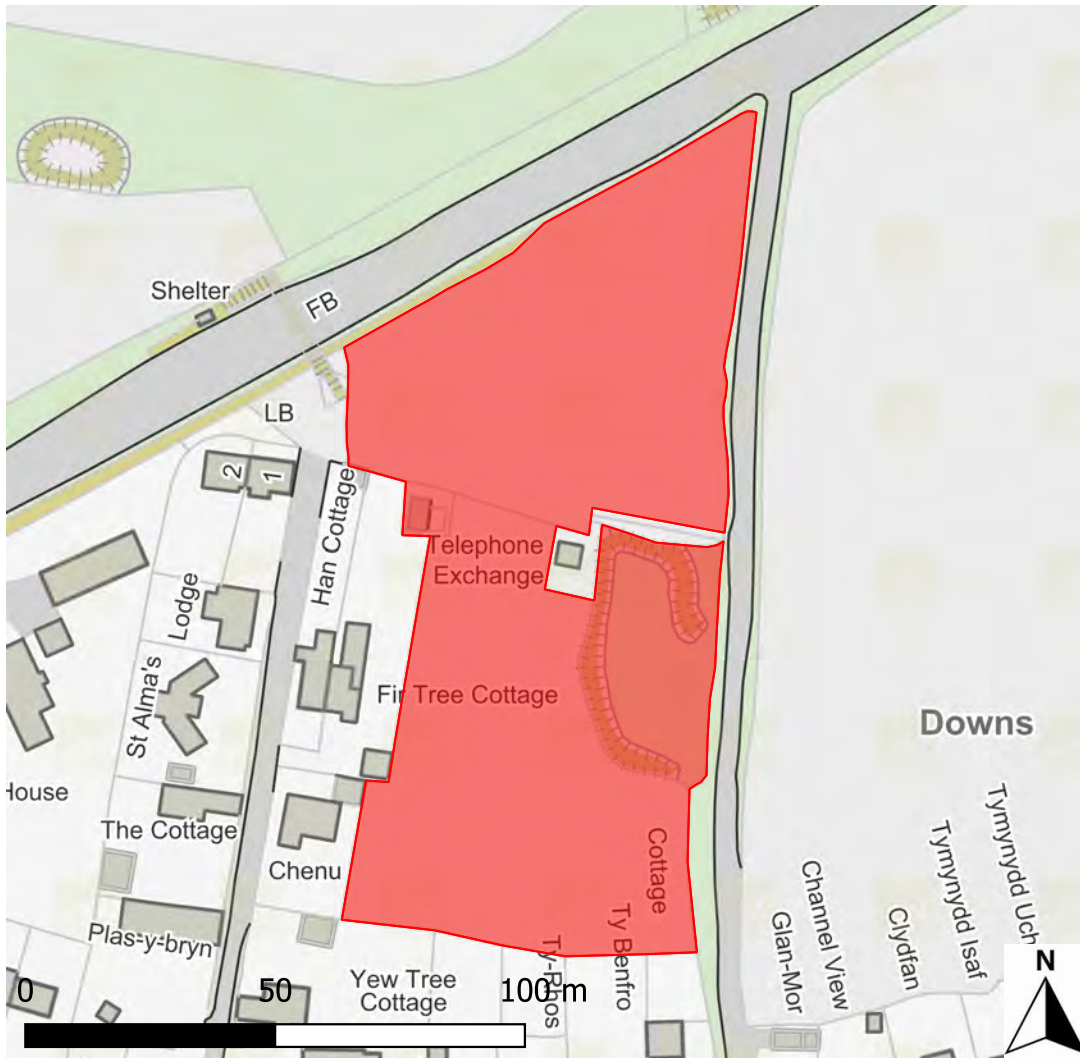 Shelter
FB
LB
2
1
Han Cottage
Telephone
Exchange
Lodge
St Alma's
Fir Tree Cottage
Downs
House
The Cottage
Chenu
Cottage
Plas-y-bryn
Yew Tree
Cottage
Ty-Rhos
Ty Benfro
Glan-Mor
Channel View
Clydfan
Tymynydd Isaf
Tymynydd Uch
N
0 50 100 m